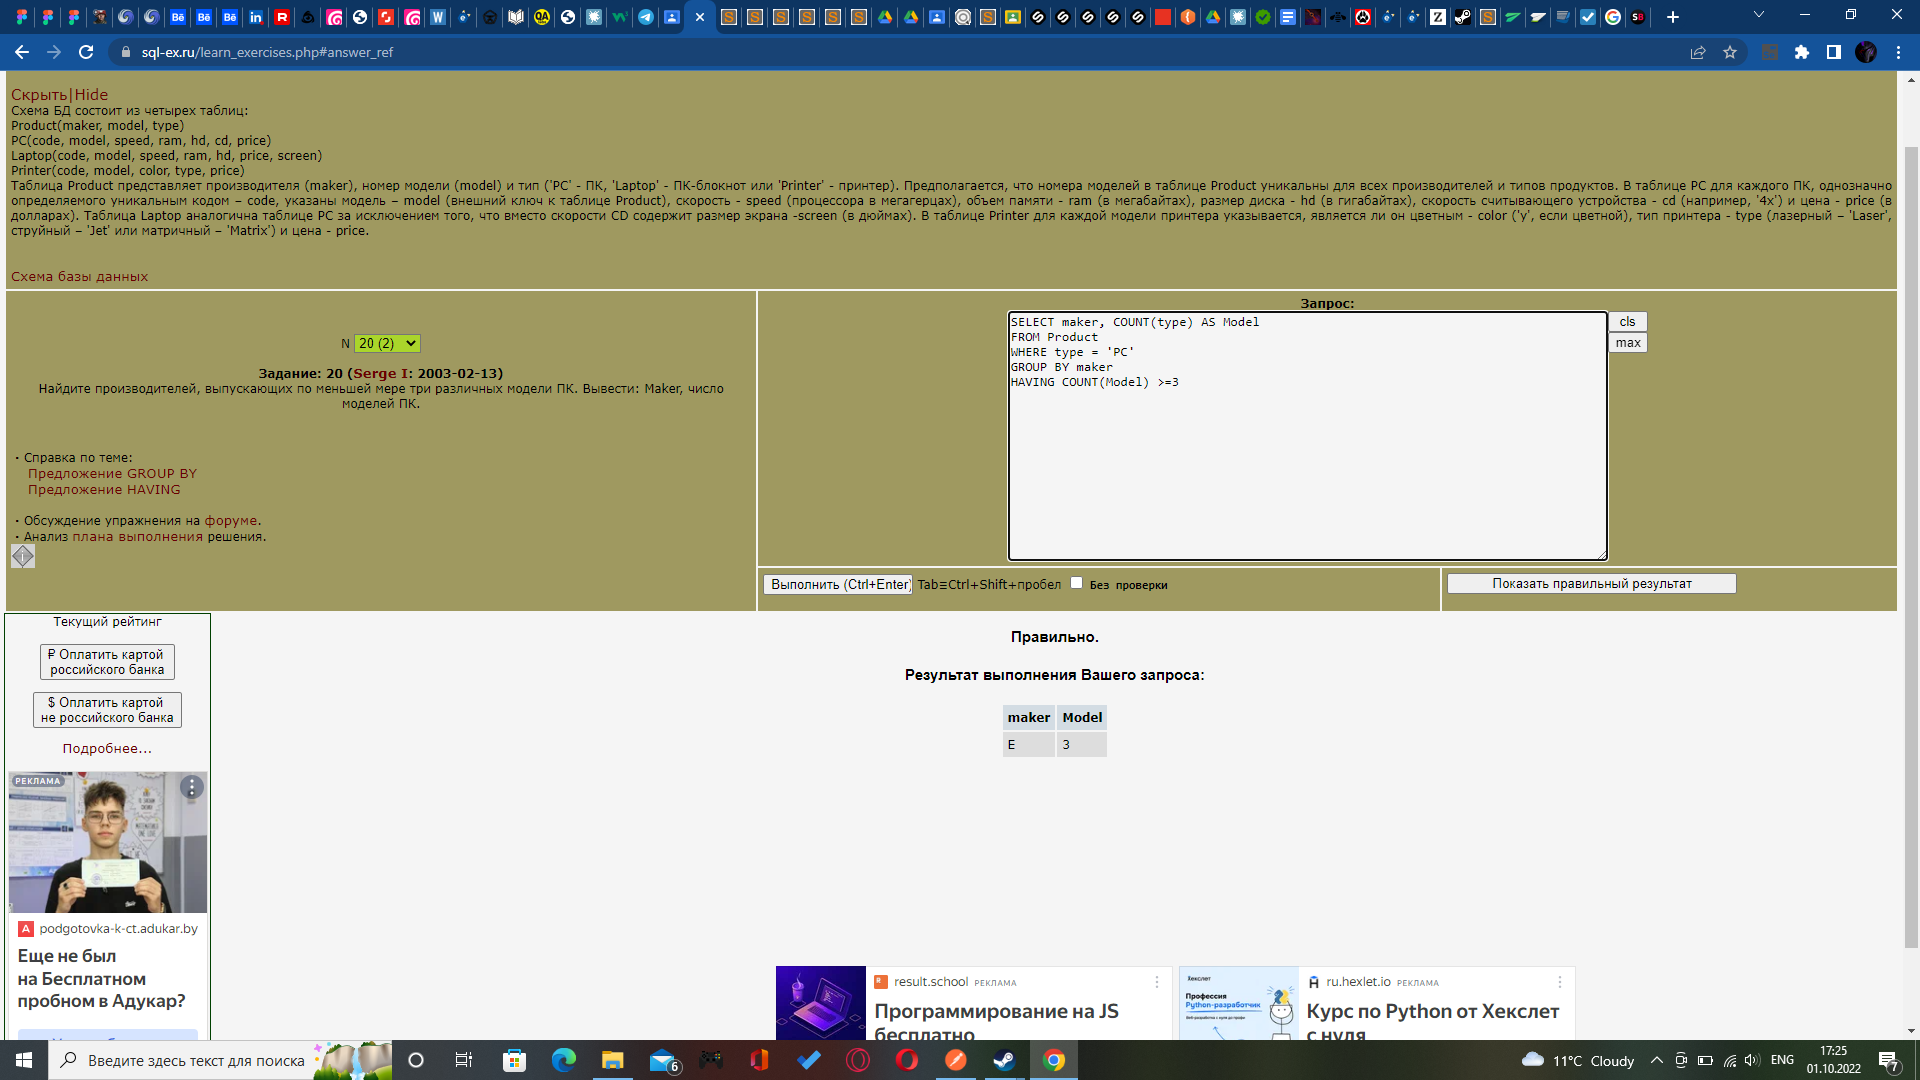 sql-ex.ru/learn_exercises.php#answer_ref
Скрыть|Hide
Схема БД состоит из четырех таблиц:
Product(maker, model, type)
PC(code, model, speed, ram, hd, cd, price)
Laptop(code, model, speed, ram, hd, price, screen)
Printer(code, model, color, type, price)
Таблица Product представляет производителя (maker), номер модели (model) и тип ('PC' - ПК, 'Laptop' - ПК-блокнот или 'Printer' - принтер). Предполагается, что номера моделей в таблице Product уникальны для всех производителей и типов продуктов. В таблице PC для каждого ПК, однозначно
определяемого уникальным кодом – code, указаны модель – model (внешний ключ к таблице Product), скорость - speed (процессора в мегагерцах), объем памяти - ram (в мегабайтах), размер диска - hd (в гигабайтах), скорость считывающего устройства - cd (например, '4x') и цена - price (в
долларах). Таблица Laptop аналогична таблице РС за исключением того, что вместо скорости CD содержит размер экрана -screen (в дюймах). В таблице Printer для каждой модели принтера указывается, является ли он цветным - color ('y', если цветной), тип принтера - type (лазерный – 'Laser',
струйный – 'Jet' или матричный – 'Matrix') и цена - price.
Схема базы данных
N 20 (2)
Задание: 20 (Serge I: 2003-02-13)
Найдите производителей, выпускающих по меньшей мере три различных модели ПК. Вывести: Maker, число
моделей ПК.
· Справка по теме:
Предложение GROUP BY
Предложение HAVING
· Обсуждение упражнения на форуме.
· Анализ плана выполнения решения.
Запрос:
SELECT maker, COUNT(type) AS Model
FROM Product
WHERE type = 'PC'
GROUP BY maker
HAVING COUNT(Model) >=3
cls
max
Выполнить (Ctrl+Enter) Tab≡Ctrl+Shift+пробел Без проверки
Показать правильный результат
Правильно.
Результат выполнения Вашего запроса:
maker Model
E 3
Текущий рейтинг
₽ Оплатить картой
российского банка
$ Оплатить картой
не российского банка
Подробнее...
РЕКЛАМА
podgotovka-k-ct.adukar.by
Еще не был
на Бесплатном
пробном в Адукар?
result.school РЕКЛАМА
Программирование на JS
бесплатно
Хекслет
Профессия
Python-разработчик
ru.hexlet.io РЕКЛАМА
Курс по Python от Хекслет
с нуля
Введите здесь текст для поиска
6
11°C Cloudy
ENG
17:25
01.10.2022
7